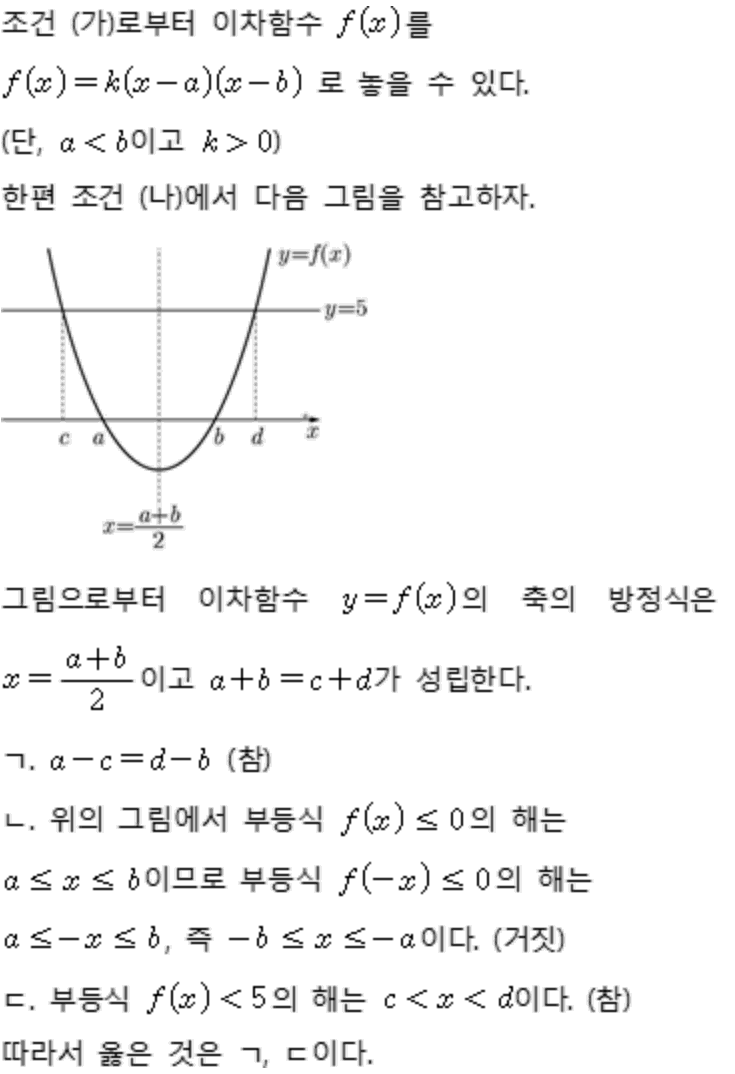 조건 (가)로부터 이차함수 f(x)를
f(x)=k(x-a)(x-b) 로 놓을 수 있다.
(단, a<b이고 k>0)
한편 조건 (나)에서 다음 그림을 참고하자.
y=f(x)
y=5
c a b d x
x=\frac{a+b}{2}
그림으로부터 이차함수 y=f(x)의 축의 방정식은
x=\frac{a+b}{2}이고 a+b=c+d가 성립한다.
ㄱ. a-c=d-b (참)
ㄴ. 위의 그림에서 부등식 f(x)≤0의 해는
a≤x≤b이므로 부등식 f(-x)≤0의 해는
a≤-x≤b, 즉 -b≤x≤-a이다. (거짓)
ㄷ. 부등식 f(x)<5의 해는 c<x<d이다. (참)
따라서 옳은 것은 ㄱ, ㄷ이다.